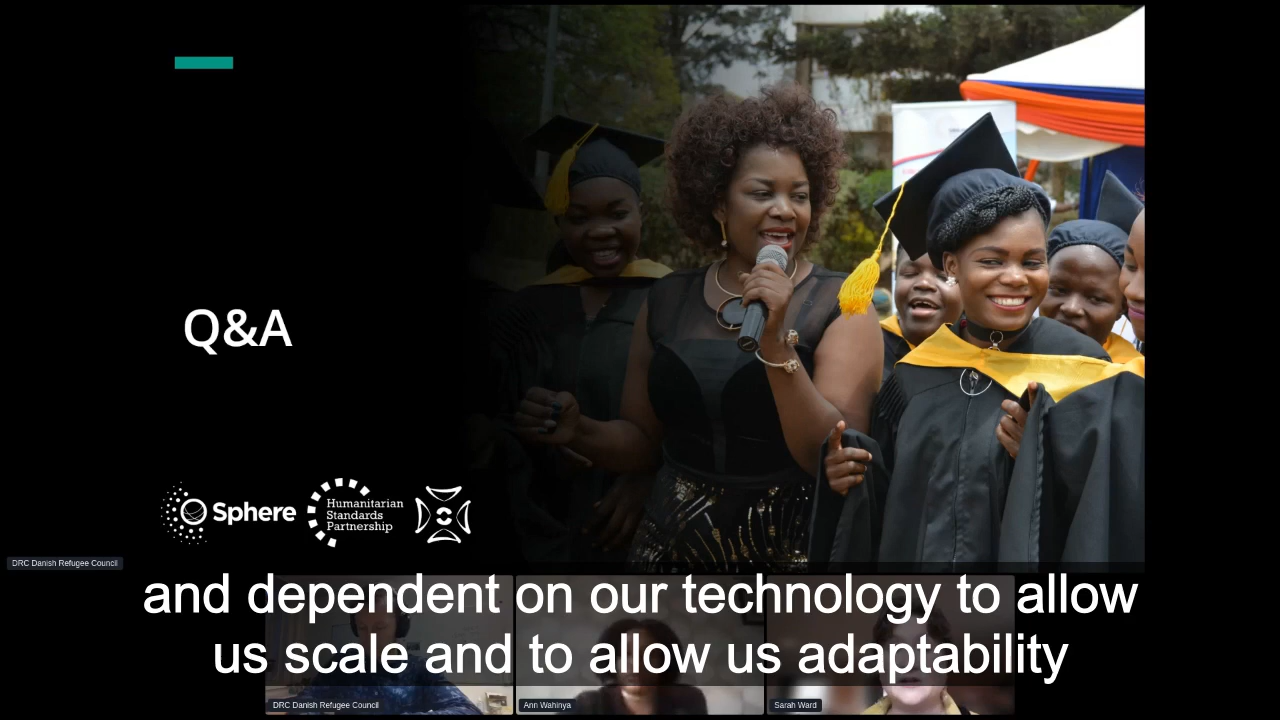 Q&A
Sphere
Humanitarian
Standards
Partnership
DRC Danish Refugee Council
and dependent on our technology to allow
us scale and to allow us adaptability
DRC Danish Refugee Council
Ann Wahinya
Sarah Ward